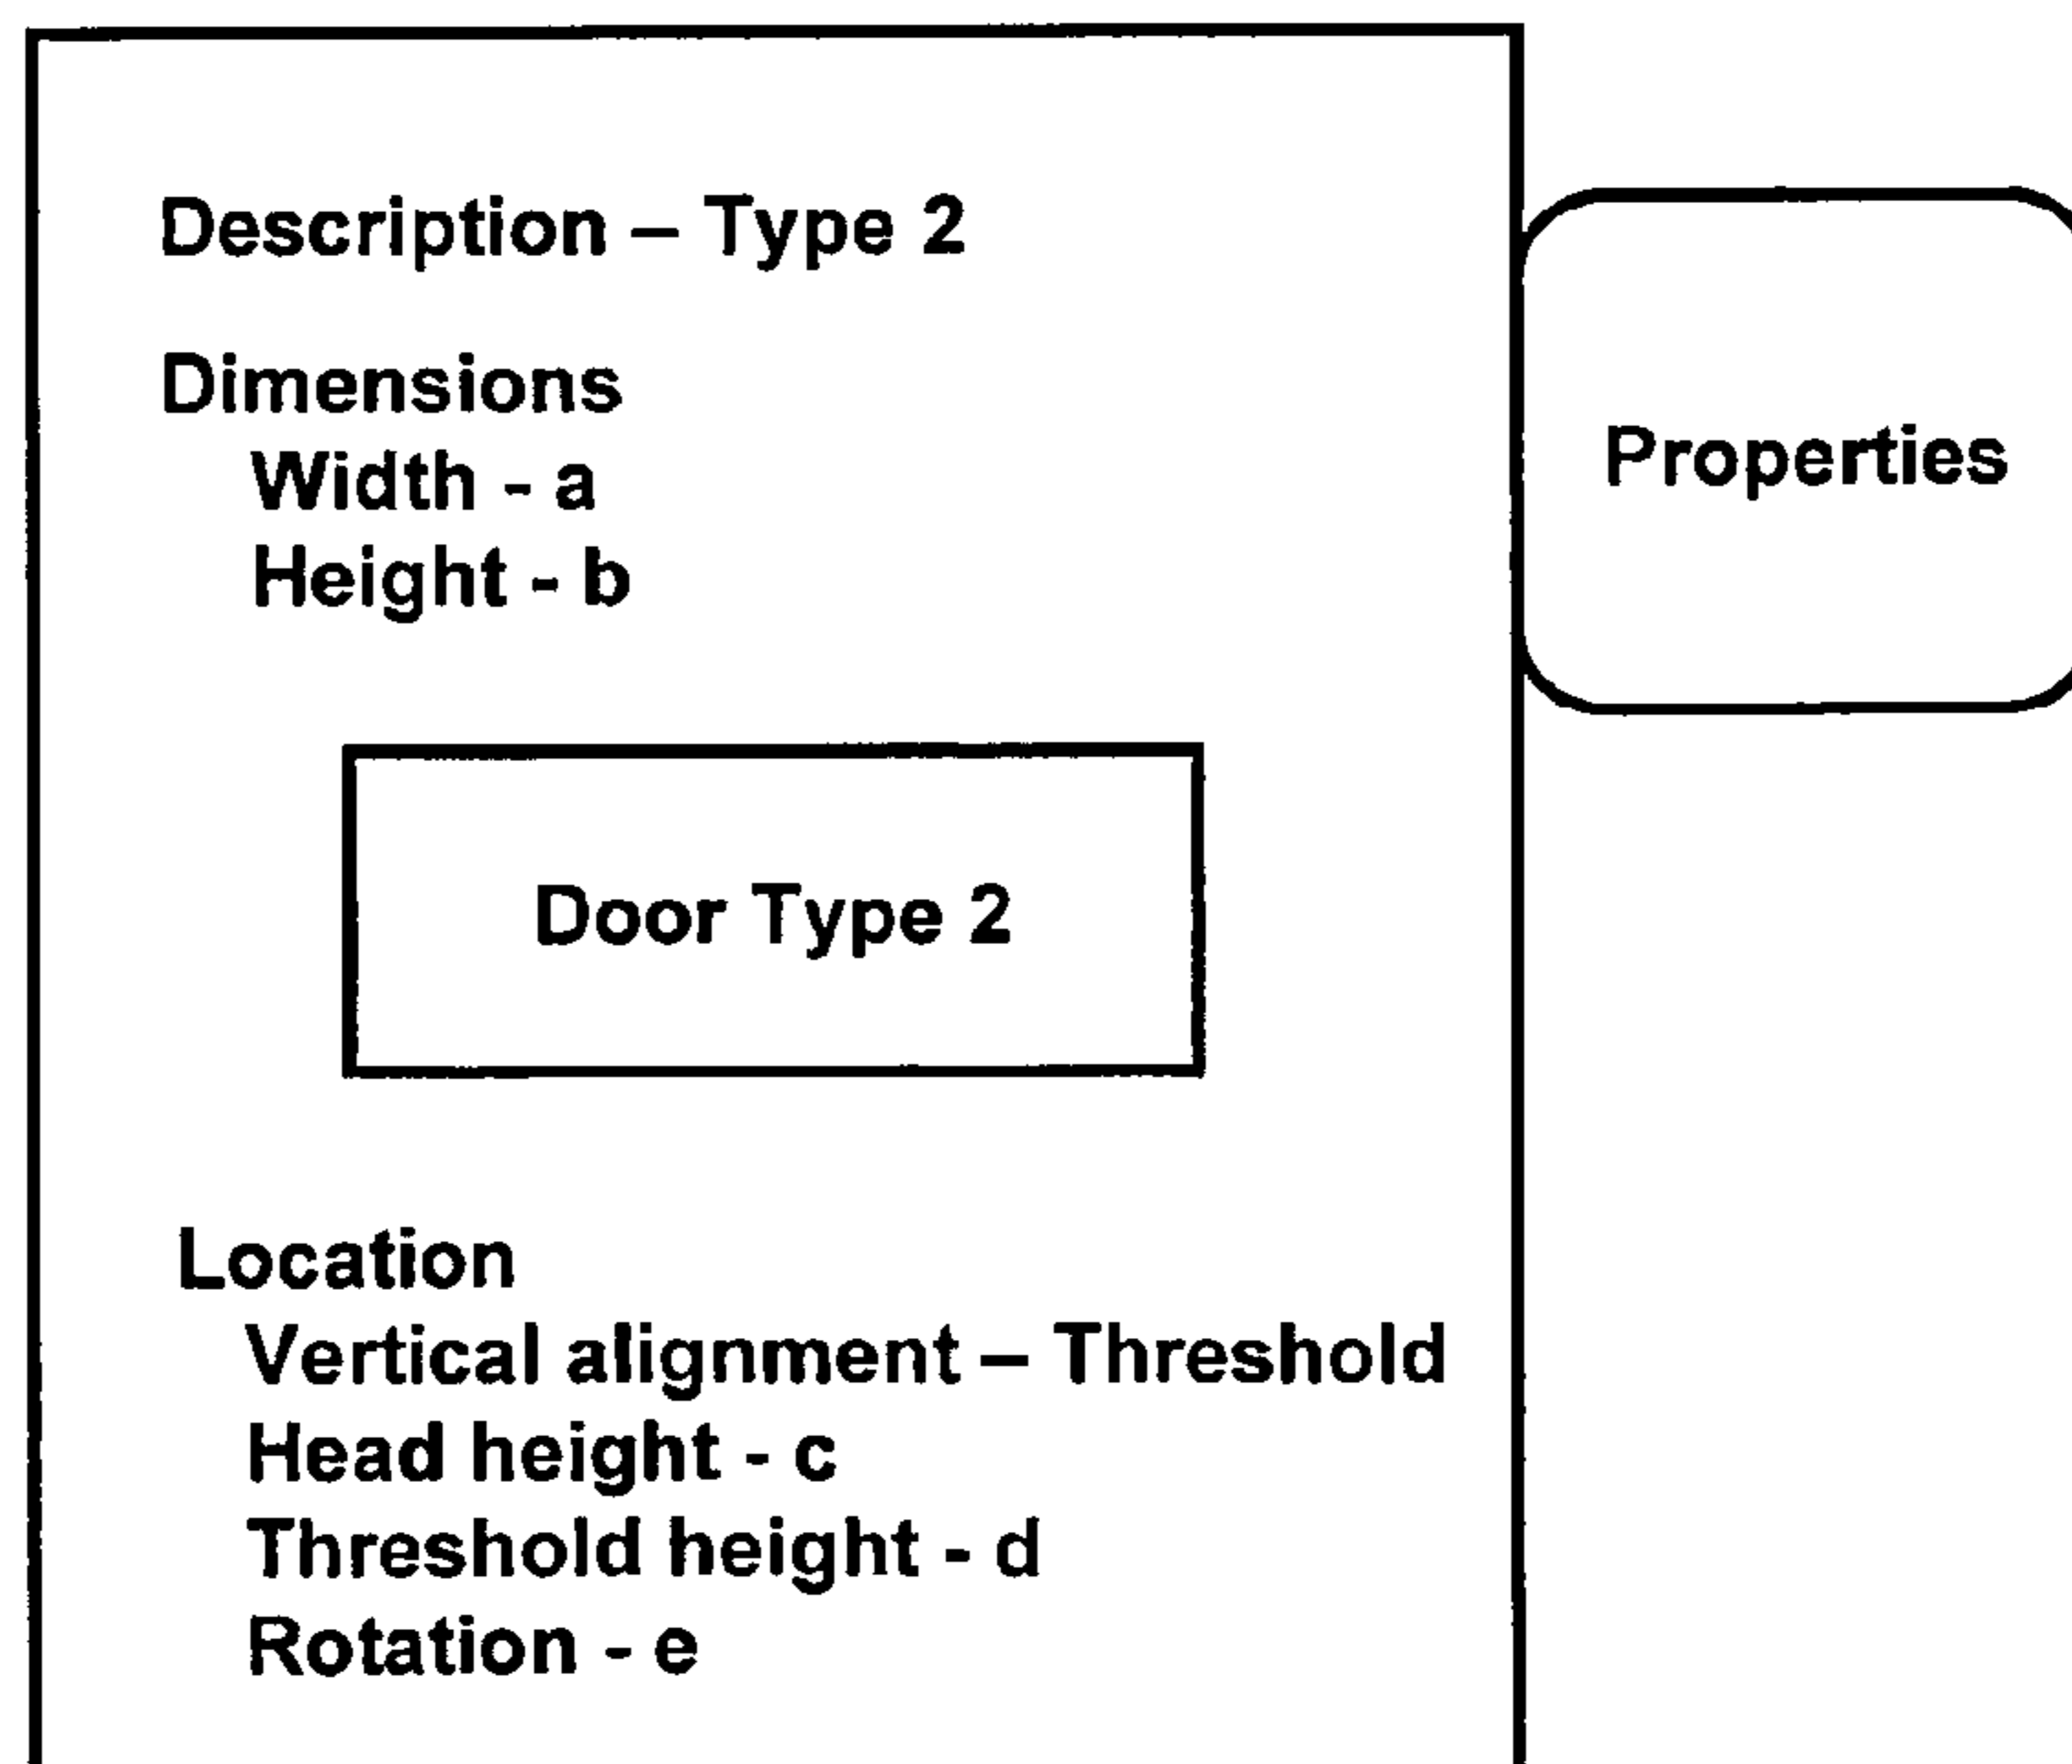 Description – Type 2
Dimensions
Width - a
Height - b
Properties
Door Type 2
Location
Vertical alignment – Threshold
Head height - c
Threshold height - d
Rotation - e